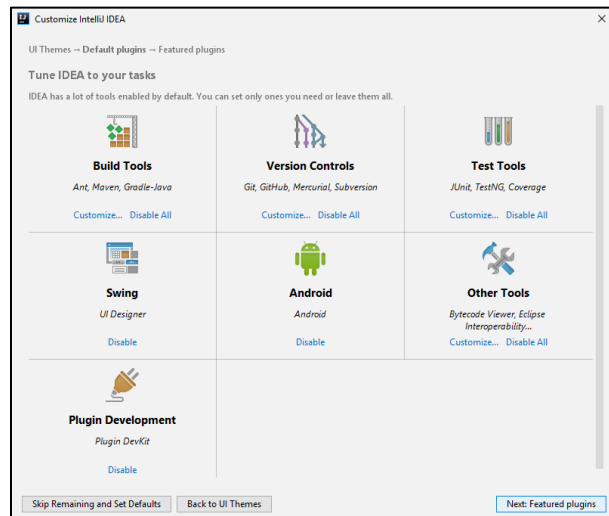 Customize IntelliJ IDEA
UI Themes → Default plugins → Featured plugins
Tune IDEA to your tasks
IDEA has a lot of tools enabled by default. You can set only ones you need or leave them all.
Build Tools
Ant, Maven, Gradle-Java
Customize... Disable All
Version Controls
Git, GitHub, Mercurial, Subversion
Customize... Disable All
Test Tools
JUnit, TestNG, Coverage
Customize... Disable All
Swing
UI Designer
Disable
Android
Android
Disable
Other Tools
Bytecode Viewer, Eclipse
Interoperability...
Customize... Disable All
Plugin Development
Plugin DevKit
Disable
Skip Remaining and Set Defaults
Back to UI Themes
Next: Featured plugins